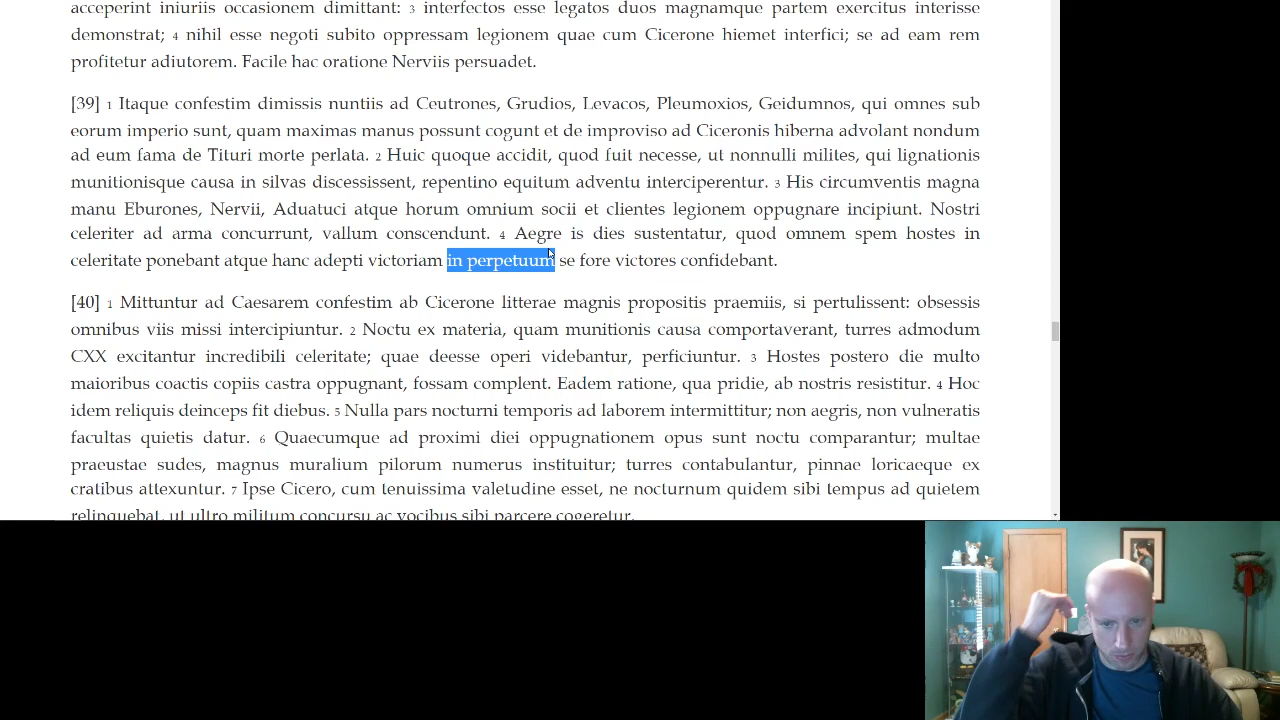 acceperint iniuriis occasionem dimittant: 3 interfectos esse legatos duos magnamque partem exercitus interisse
demonstrat; 4 nihil esse negoti subito oppressam legionem quae cum Cicerone hiemet interfici; se ad eam rem
profitetur adiutorem. Facile hac oratione Nerviis persuadet.
[39] 1 Itaque confestim dimissis nuntiis ad Ceutrones, Grudios, Levacos, Pleumoxios, Geidumnos, qui omnes sub
eorum imperio sunt, quam maximas manus possunt cogunt et de improviso ad Ciceronis hiberna advolant nondum
ad eum fama de Tituri morte perlata. 2 Huic quoque accidit, quod fuit necesse, ut nonnulli milites, qui lignationis
munitionisque causa in silvas discessissent, repentino equitum adventu interciperentur. 3 His circumventis magna
manu Eburones, Nervii, Aduatuci atque horum omnium socii et clientes legionem oppugnare incipiunt. Nostri
celeriter ad arma concurrunt, vallum conscendunt. 4 Aegre is dies sustentatur, quod omnem spem hostes in
celeritate ponebant atque hanc adepti victoriam in perpetuum se fore victores confidebant.
[40] 1 Mittuntur ad Caesarem confestim ab Cicerone litterae magnis propositis praemiis, si pertulissent: obsessis
omnibus viis missi intercipiuntur. 2 Noctu ex materia, quam munitionis causa comportaverant, turres admodum
CXX excitantur incredibili celeritate; quae deesse operi videbantur, perficiuntur. 3 Hostes postero die multo
maioribus coactis copiis castra oppugnant, fossam complent. Eadem ratione, qua pridie, ab nostris resistitur. 4 Hoc
idem reliquis deinceps fit diebus. 5 Nulla pars nocturni temporis ad laborem intermittitur; non aegris, non vulneratis
facultas quietis datur. 6 Quaecumque ad proximi diei oppugnationem opus sunt noctu comparantur; multae
praeustae sudes, magnus muralium pilorum numerus instituitur; turres contabulantur, pinnae loricaeque ex
cratibus attexuntur. 7 Ipse Cicero, cum tenuissima valetudine esset, ne nocturnum quidem sibi tempus ad quietem
relinquebat, ut ultro militum concursu ac vocibus sibi parcere cogeretur.